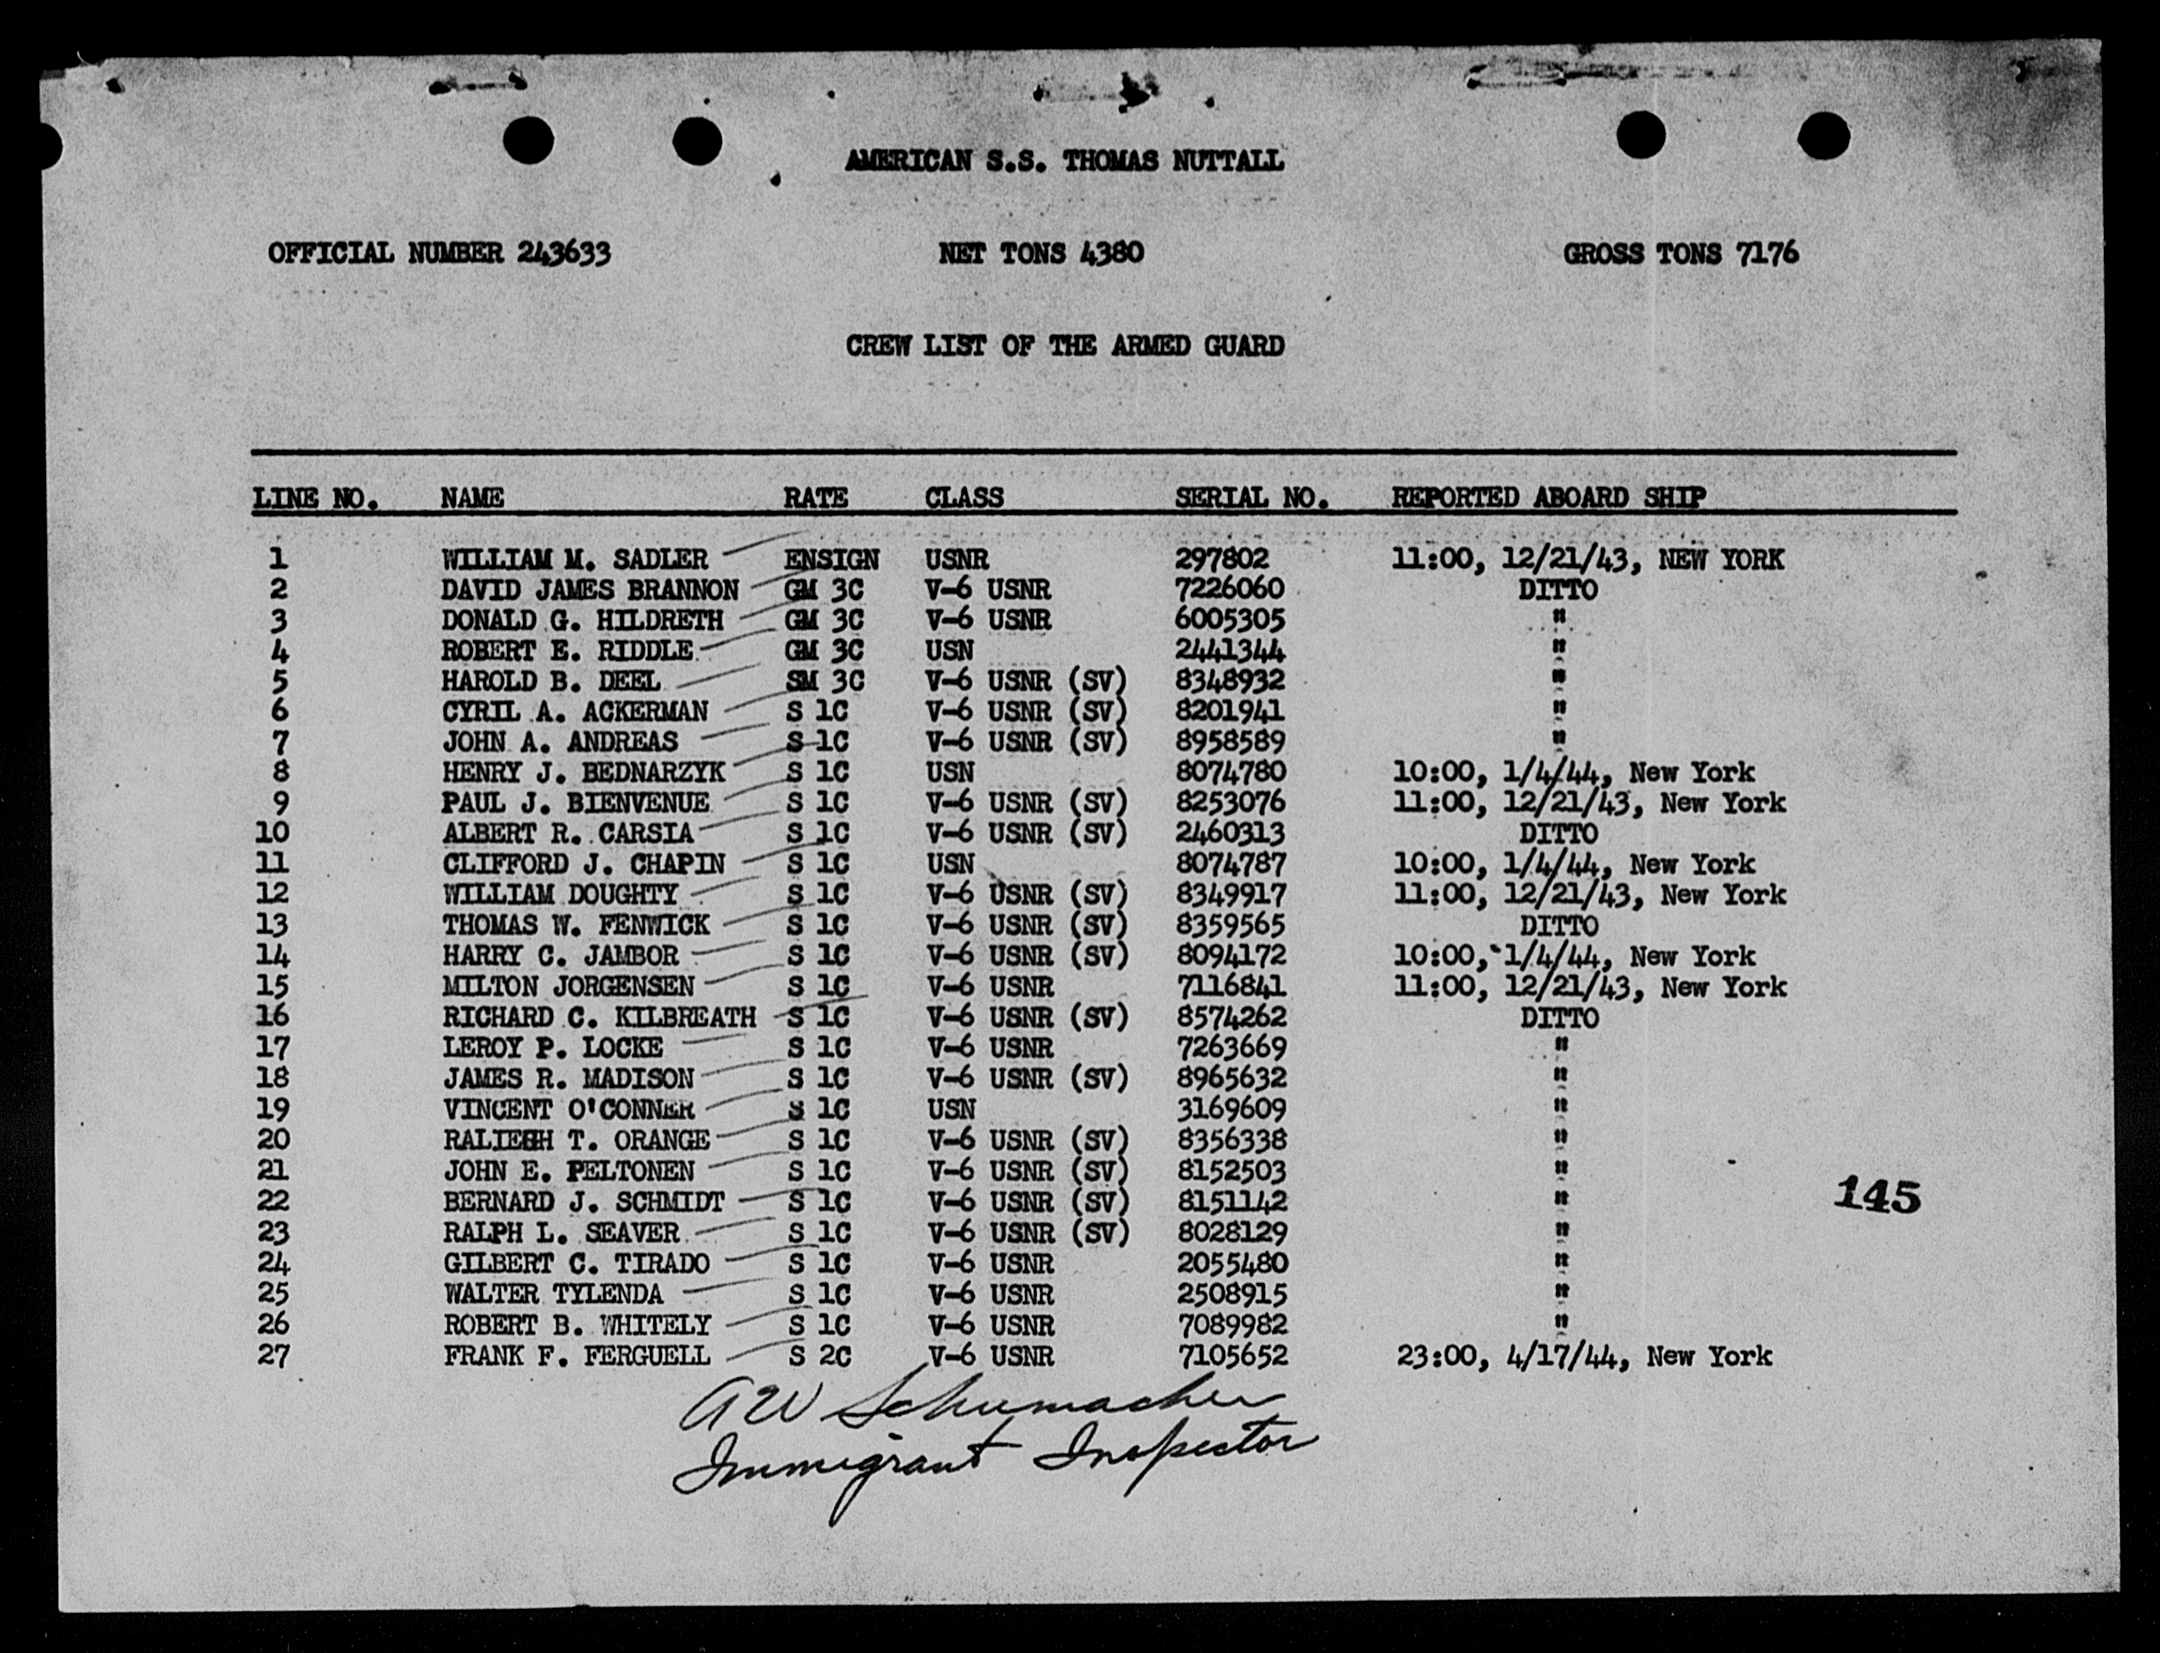 AMERICAN S.S. THOMAS NUTTALL
OFFICIAL NUMBER 243633 NET TONS 4380 GROSS TONS 7176
CREW LIST OF THE ARMED GUARD
LINE NO. NAME RATE CLASS SERIAL NO. REPORTED ABOARD SHIP
1 WILLIAM M. SADLER ENSIGN USNR 297802 11:00, 12/21/43, NEW YORK
2 DAVID JAMES BRANNON GM 3C V-6 USNR 7226060 DITTO
3 DONALD G. HILDRETH GM 3C V-6 USNR 6005305 "
4 ROBERT E. RIDDLE GM 3C USN 2441344 "
5 HAROLD B. DEEL SM 3C V-6 USNR (SV) 8348932 "
6 CYRIL A. ACKERMAN S 1C V-6 USNR (SV) 8201941 "
7 JOHN A. ANDREAS S 1C V-6 USNR (SV) 8958589 "
8 HENRY J. BEDNARZYK S 1C USN 8074780 10:00, 1/4/44, New York
9 PAUL J. BIENVENUE S 1C V-6 USNR (SV) 8253076 11:00, 12/21/43, New York
10 ALBERT R. CARSIA S 1C V-6 USNR (SV) 2460313 DITTO
11 CLIFFORD J. CHAPIN S 1C USN 8074787 10:00, 1/4/44, New York
12 WILLIAM DOUGHTY S 1C V-6 USNR (SV) 8349917 11:00, 12/21/43, New York
13 THOMAS W. FENWICK S 1C V-6 USNR (SV) 8359565 DITTO
14 HARRY C. JAMBOR S 1C V-6 USNR (SV) 8094172 10:00, 1/4/44, New York
15 MILTON JORGENSEN S 1C V-6 USNR 7116841 11:00, 12/21/43, New York
16 RICHARD C. KILBREATH S 1C V-6 USNR (SV) 8574262 DITTO
17 LEROY P. LOCKE S 1C V-6 USNR 7263669 "
18 JAMES R. MADISON S 1C V-6 USNR (SV) 8965632 "
19 VINCENT O'CONNER S 1C USN 3169609 "
20 RALIEGH T. ORANGE S 1C V-6 USNR (SV) 8356338 "
21 JOHN E. PELTONEN S 1C V-6 USNR (SV) 8152503 "
22 BERNARD J. SCHMIDT S 1C V-6 USNR (SV) 8151142 "
145
23 RALPH L. SEAVER S 1C V-6 USNR (SV) 8028129 "
24 GILBERT C. TIRADO S 1C V-6 USNR 2055480 "
25 WALTER TYLENDA S 1C V-6 USNR 2508915 "
26 ROBERT B. WHITELY S 1C V-6 USNR 7089982 "
27 FRANK F. FERGUELL S 2C V-6 USNR 7105652 23:00, 4/17/44, New York
A W Schumacher
Immigrant Inspector